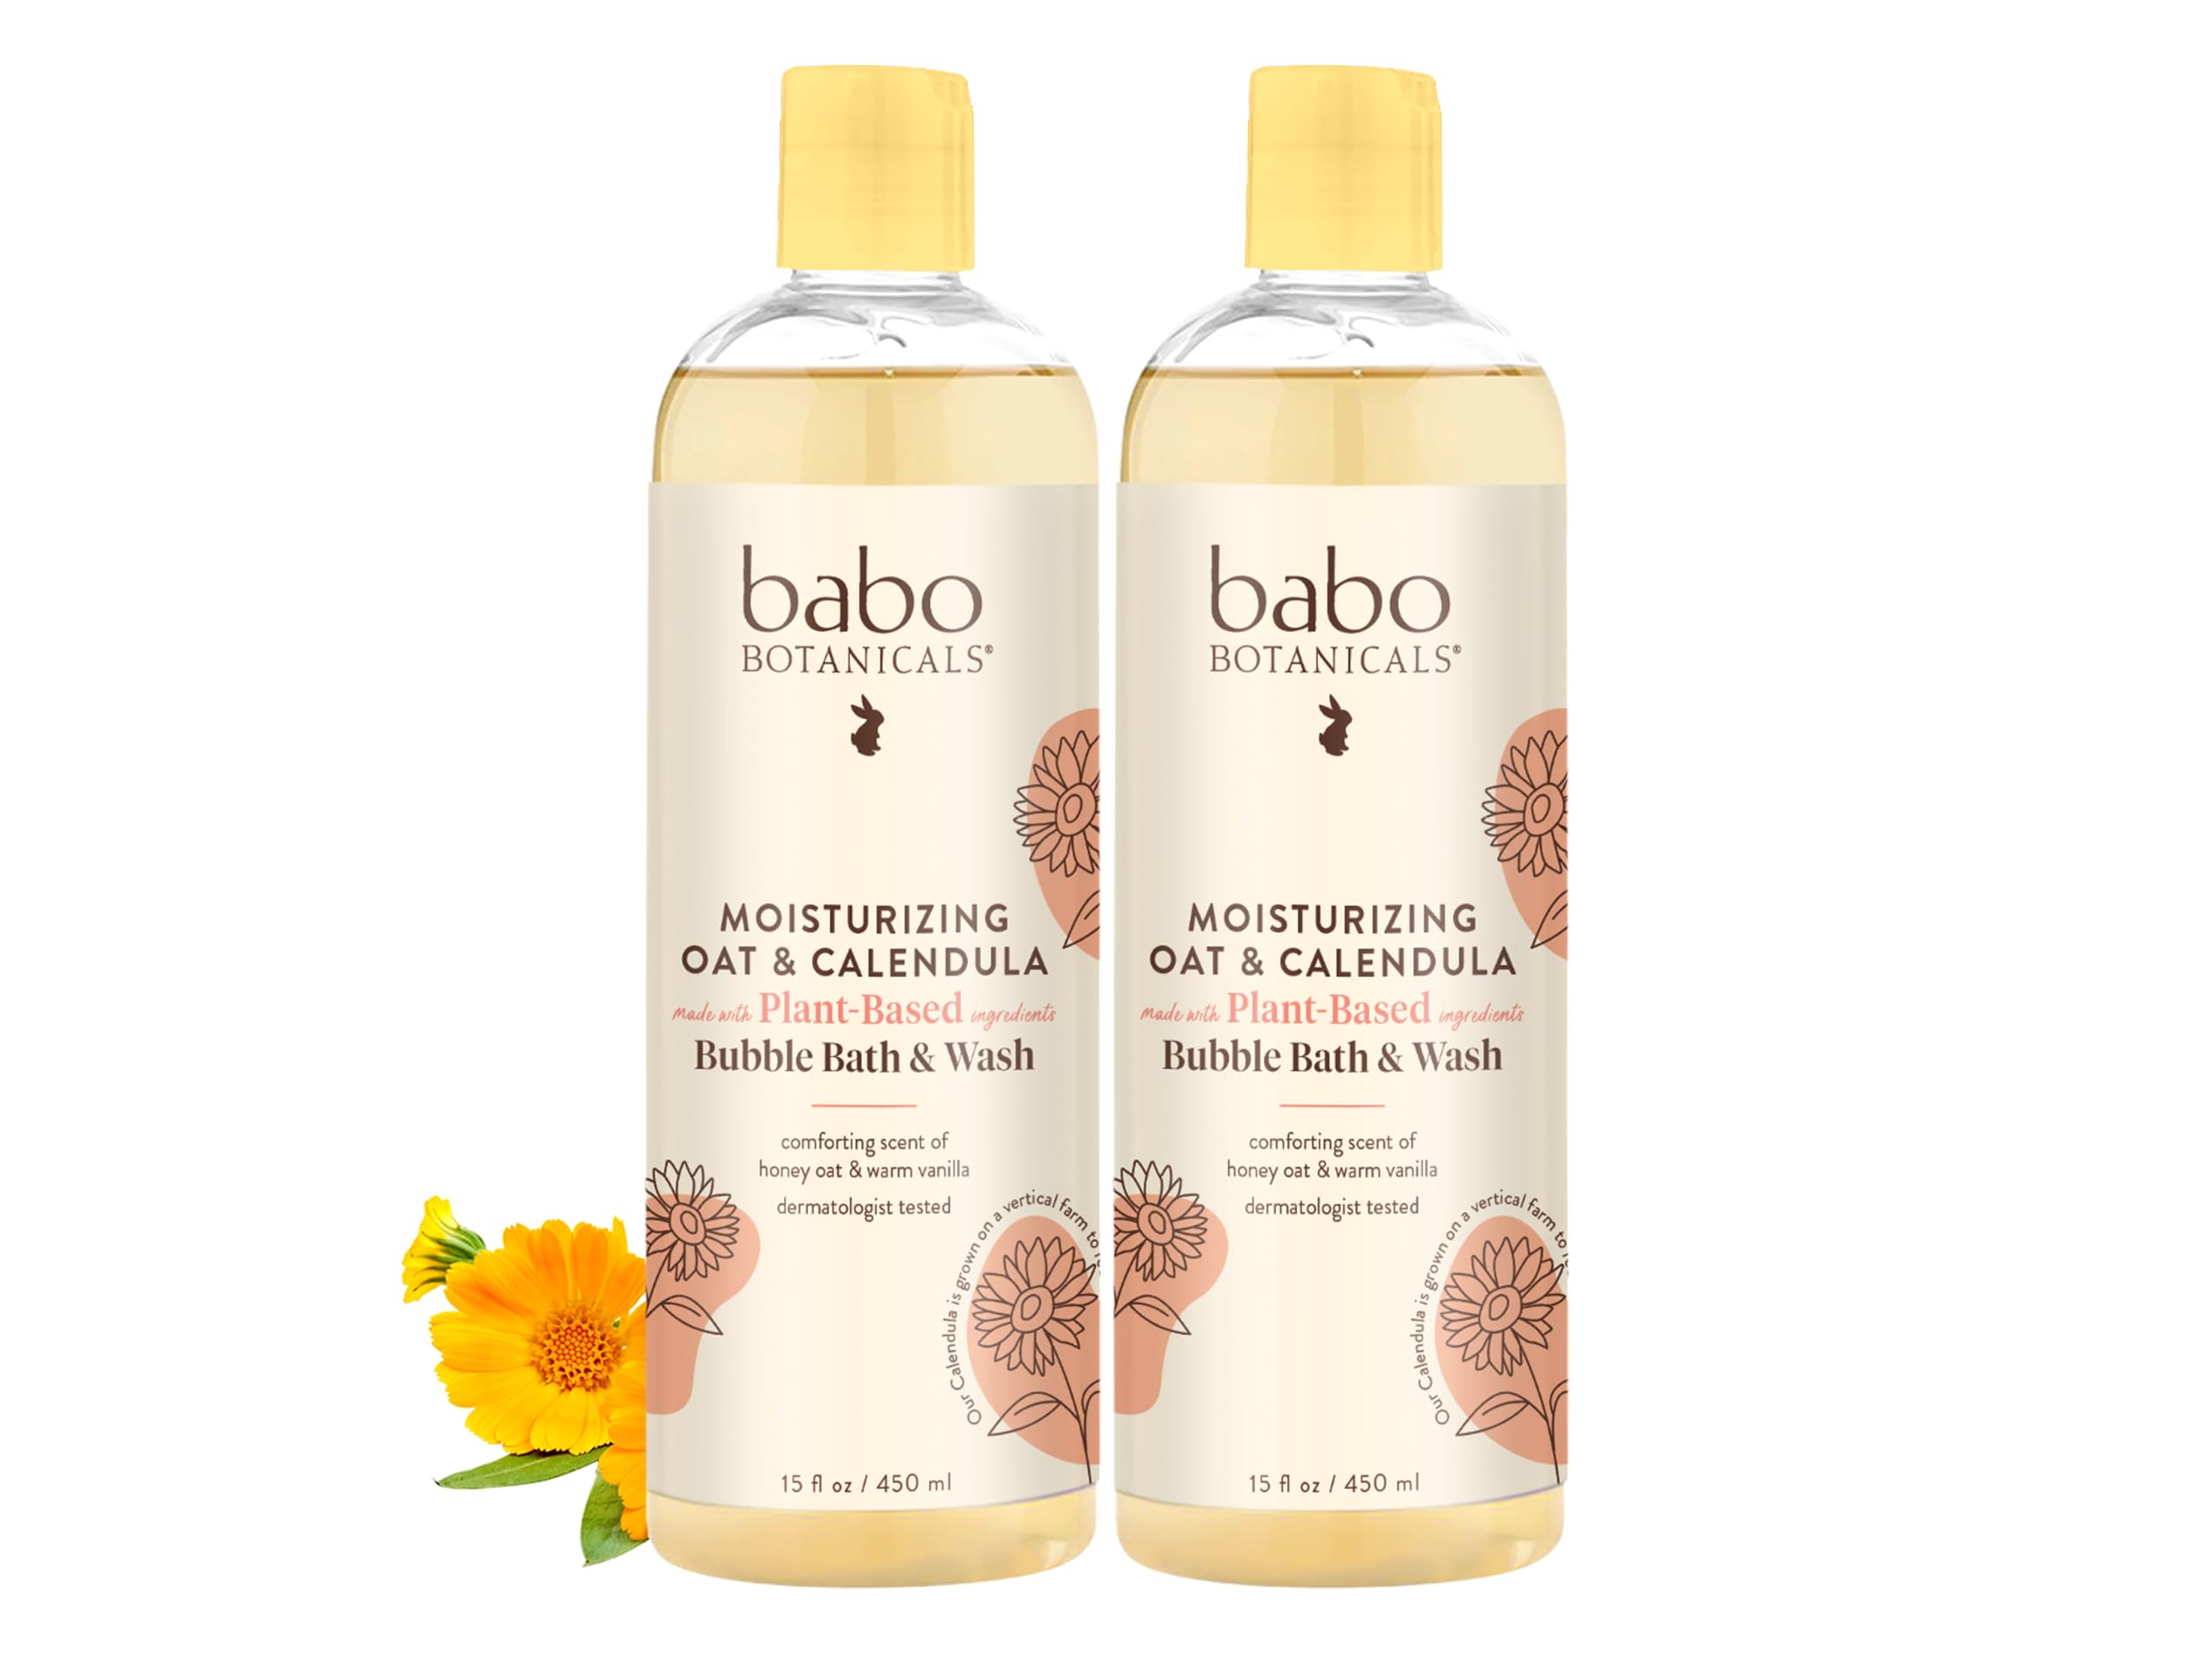 babo
BOTANICALS®
MOISTURIZING
OAT & CALENDULA
made with Plant-Based ingredients
Bubble Bath & Wash
comforting scent of
honey oat & warm vanilla
dermatologist tested
Our Calendula is grown on a vertical farm to
15 fl oz / 450 ml
babo
BOTANICALS®
MOISTURIZING
OAT & CALENDULA
made with Plant-Based ingredients
Bubble Bath & Wash
comforting scent of
honey oat & warm vanilla
dermatologist tested
Our Calendula is grown on a vertical farm to
15 fl oz / 450 ml